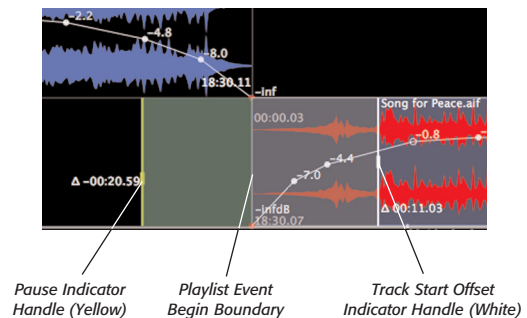 -2.2
-4.8
-8.0
18:30.11
-inf
Song for Peace.aif
00:00.03
-0.8
-4.4
-7.0
Δ -00:20.59
-infdB
Δ 00:11.03
18:30.07
Pause Indicator
Handle (Yellow)
Playlist Event
Begin Boundary
Track Start Offset
Indicator Handle (White)